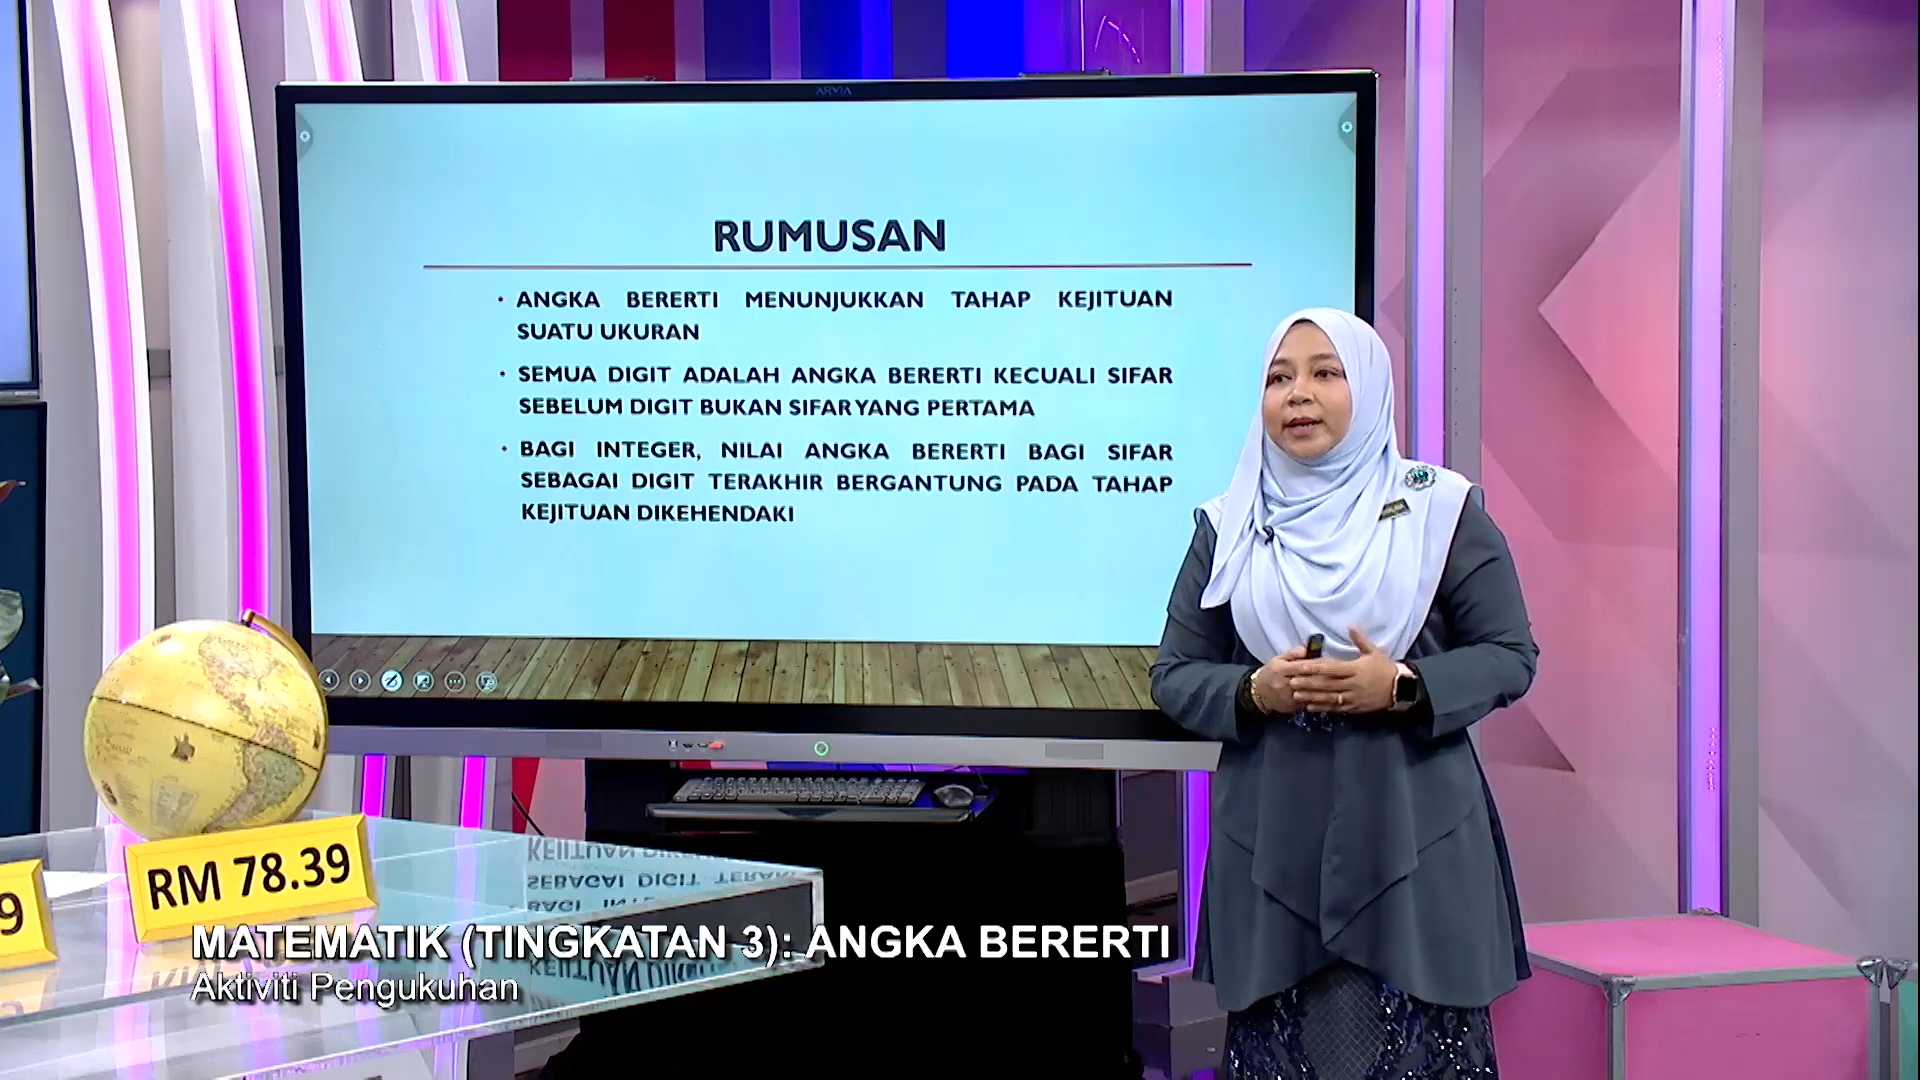 ARVIA
RUMUSAN
• ANGKA BERERTI MENUNJUKKAN TAHAP KEJITUAN
SUATU UKURAN
• SEMUA DIGIT ADALAH ANGKA BERERTI KECUALI SIFAR
SEBELUM DIGIT BUKAN SIFAR YANG PERTAMA
• BAGI INTEGER, NILAI ANGKA BERERTI BAGI SIFAR
SEBAGAI DIGIT TERAKHIR BERGANTUNG PADA TAHAP
KEJITUAN DIKEHENDAKI
9
RM 78.39
MATEMATIK (TINGKATAN 3): ANGKA BERERTI
Aktiviti Pengukuhan